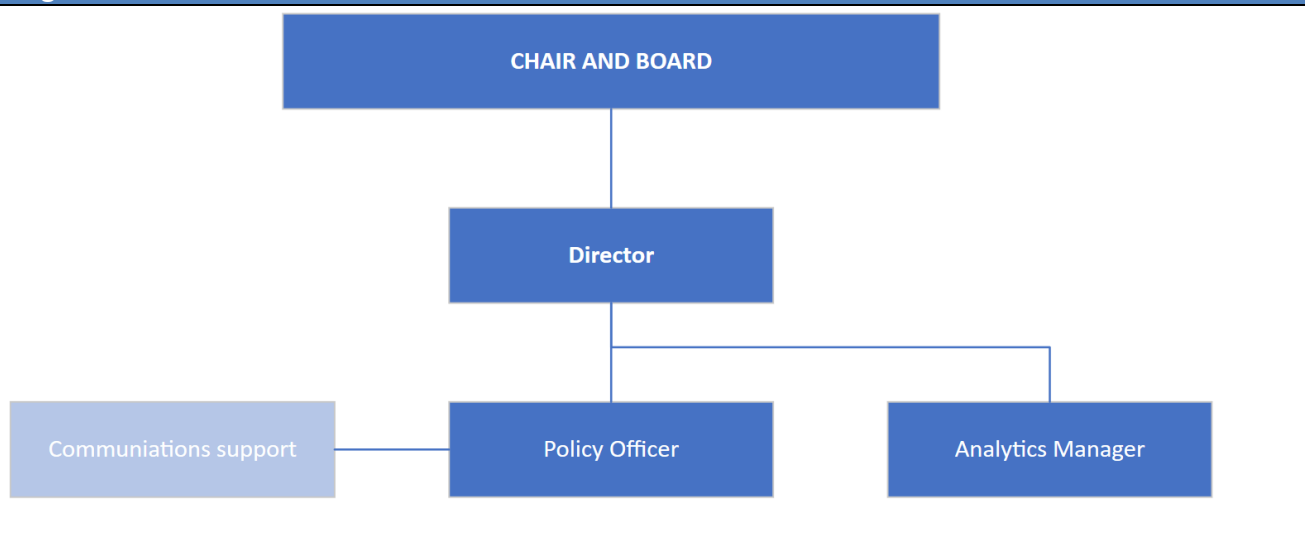 CHAIR AND BOARD
Director
Communiations support
Policy Officer
Analytics Manager